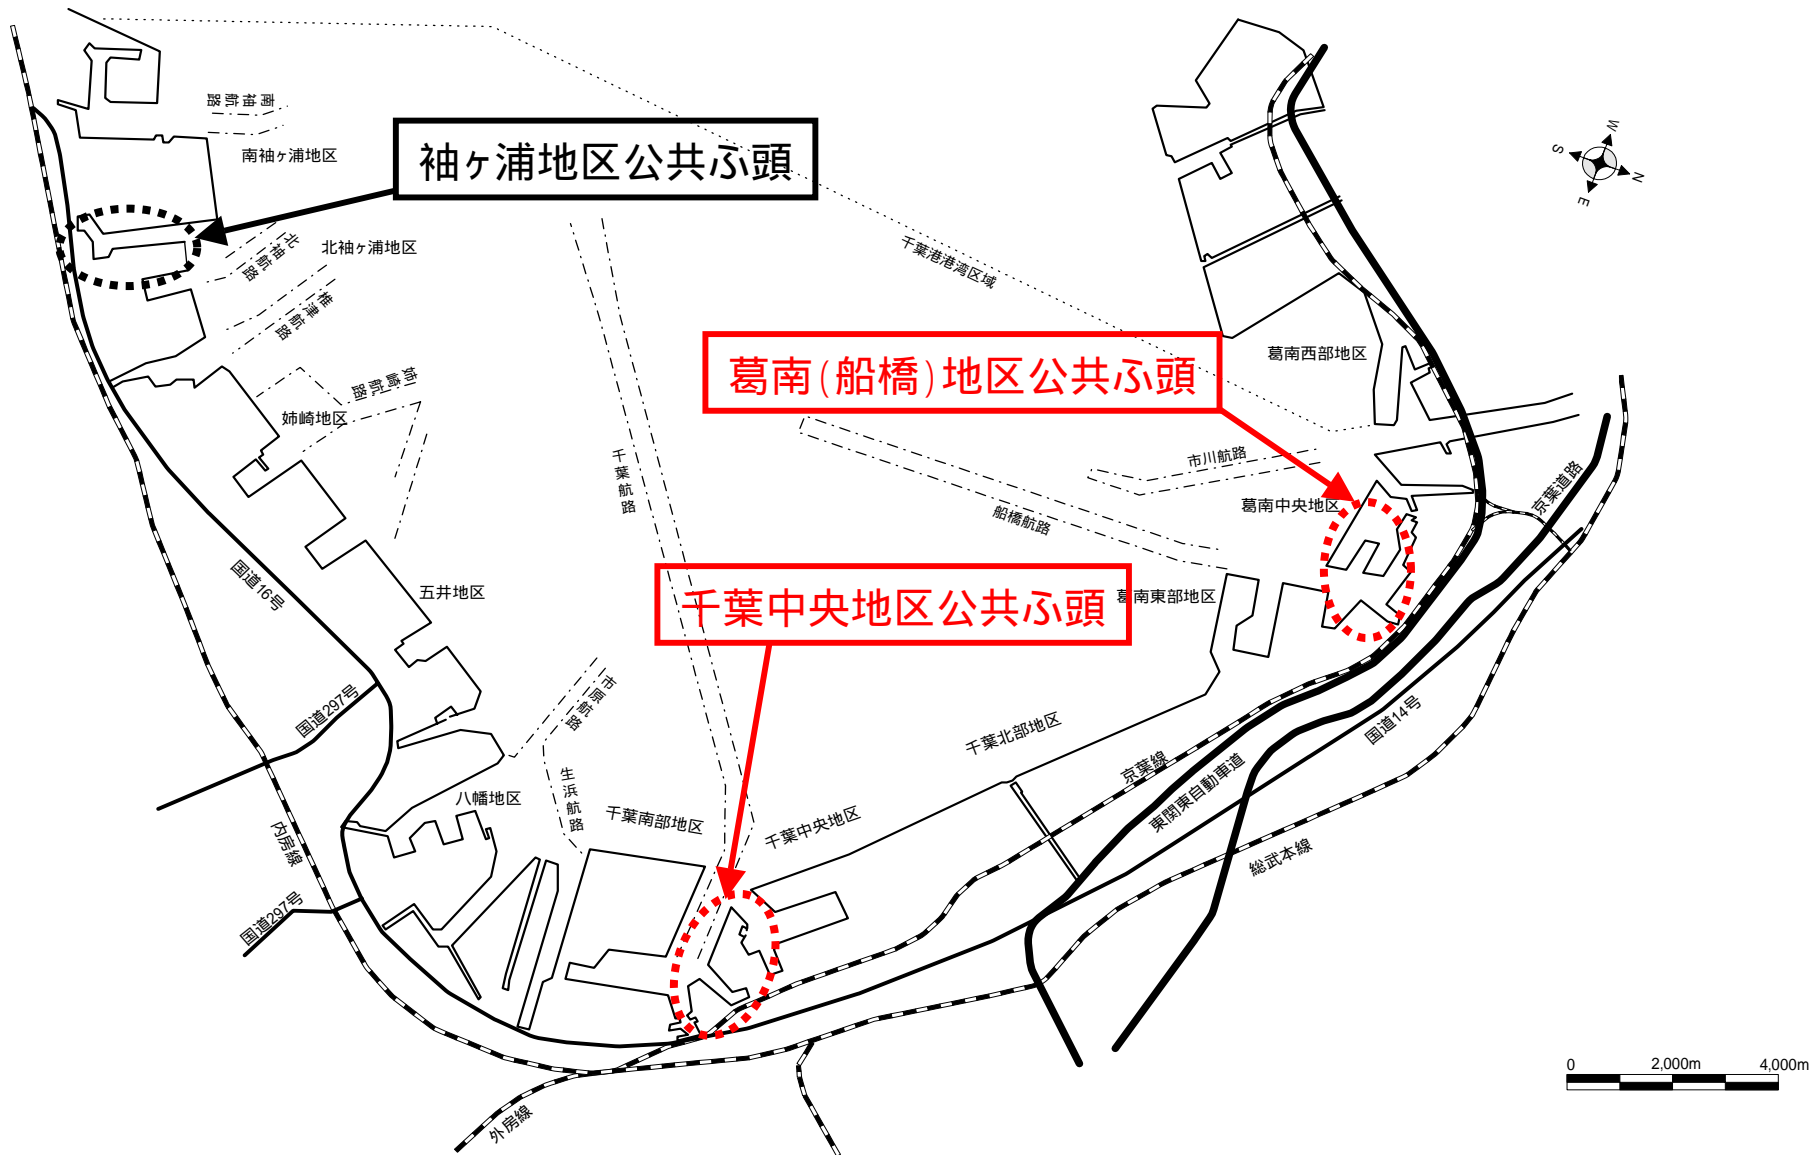 南袖航路
南袖ヶ浦地区
袖ヶ浦地区公共ふ頭
W
S
N
E
北袖ヶ浦地区
北袖航路
千葉港港湾区域
椎津航路
葛南西部地区
葛南(船橋)地区公共ふ頭
姉崎航路
姉崎地区
千葉航路
市川航路
葛南中央地区
船橋航路
京葉道路
国道16号
五井地区
千葉中央地区公共ふ頭
葛南東部地区
国道297号
市原航路
千葉北部地区
国道14号
京葉線
東関東自動車道
生浜航路
八幡地区
千葉南部地区
千葉中央地区
内房線
総武本線
国道297号
外房線
0 2,000m 4,000m